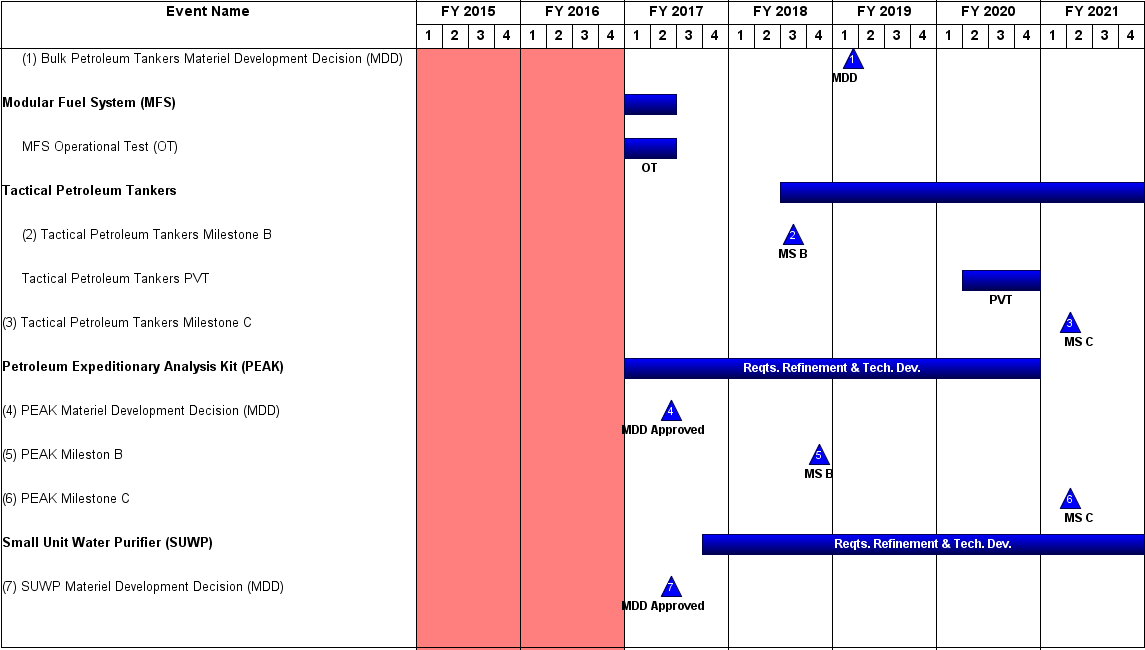 Event Name FY 2015 FY 2016 FY 2017 FY 2018 FY 2019 FY 2020 FY 2021
1 2 3 4 1 2 3 4 1 2 3 4 1 2 3 4 1 2 3 4 1 2 3 4 1 2 3 4
(1) Bulk Petroleum Tankers Materiel Development Decision (MDD) 1
MDD
Modular Fuel System (MFS)
MFS Operational Test (OT)
OT
Tactical Petroleum Tankers
(2) Tactical Petroleum Tankers Milestone B 2
MS B
Tactical Petroleum Tankers PVT
PVT
(3) Tactical Petroleum Tankers Milestone C 3
MS C
Petroleum Expeditionary Analysis Kit (PEAK) Reqts. Refinement & Tech. Dev.
(4) PEAK Materiel Development Decision (MDD) 4
MDD Approved
(5) PEAK Mileston B 5
MS B
(6) PEAK Milestone C 6
MS C
Small Unit Water Purifier (SUWP) Reqts. Refinement & Tech. Dev.
(7) SUWP Materiel Development Decision (MDD) 7
MDD Approved